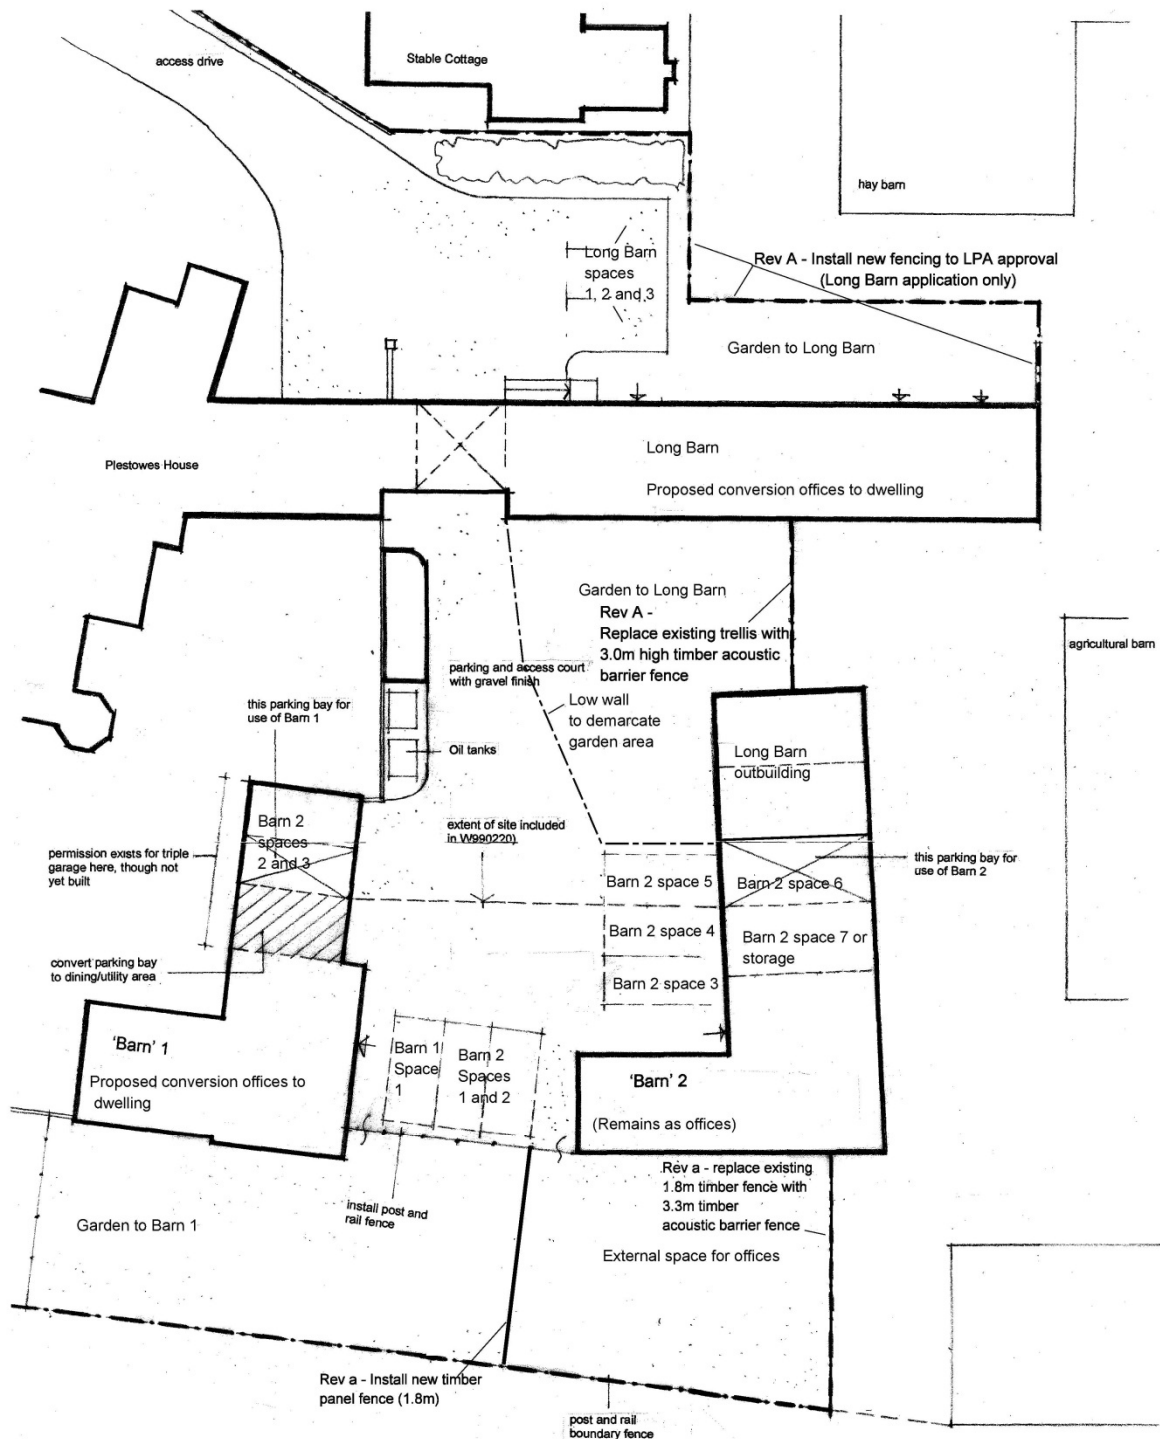 access drive
Stable Cottage
hay barn
Long Barn
spaces
1, 2 and 3
Rev A - Install new fencing to LPA approval
(Long Barn application only)
Garden to Long Barn
Plestowes House
Long Barn
Proposed conversion offices to dwelling
Garden to Long Barn
Rev A -
Replace existing trellis with
3.0m high timber acoustic
barrier fence
agricultural barn
parking and access court
with gravel finish
this parking bay for
use of Barn 1
Low wall
to demarcate
garden area
Oil tanks
Long Barn
outbuilding
Barn 2
spaces
2 and 3
extent of site included
in W990220)
permission exists for triple
garage here, though not
yet built
this parking bay for
use of Barn 2
Barn 2 space 5
Barn 2 space 6
Barn 2 space 4
Barn 2 space 7 or
storage
convert parking bay
to dining/utility area
Barn 2 space 3
'Barn' 1
Proposed conversion offices to
dwelling
Barn 1
Space
1
Barn 2
Spaces
1 and 2
'Barn' 2
(Remains as offices)
Rev a - replace existing
1.8m timber fence with
3.3m timber
acoustic barrier fence
install post and
rail fence
Garden to Barn 1
External space for offices
Rev a - Install new timber
panel fence (1.8m)
post and rail
boundary fence